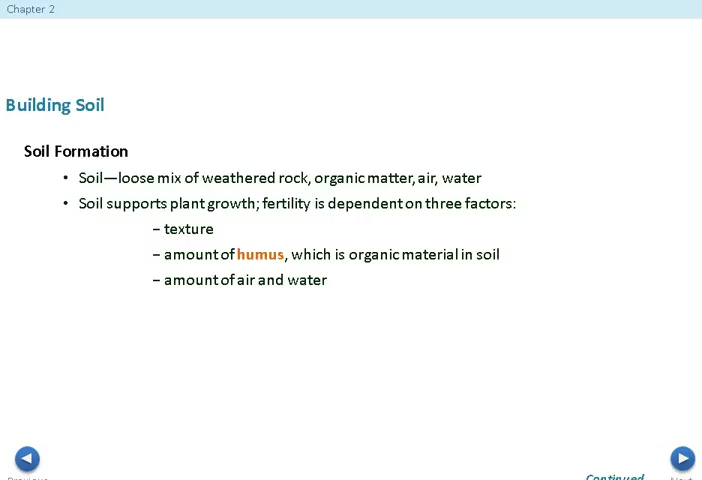 Chapter 2
Building Soil
Soil Formation
• Soil—loose mix of weathered rock, organic matter, air, water
• Soil supports plant growth; fertility is dependent on three factors:
– texture
– amount of humus, which is organic material in soil
– amount of air and water
Continued
Previous
Next